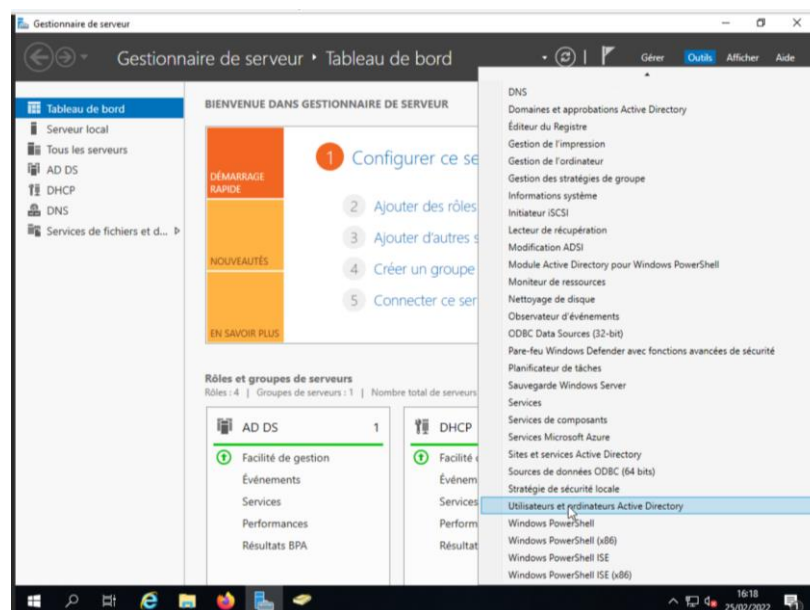 Gestionnaire de serveur
Gestionnaire de serveur • Tableau de bord
Gérer
Outils
Afficher
Aide
Tableau de bord
Serveur local
Tous les serveurs
AD DS
DHCP
DNS
Services de fichiers et d...
BIENVENUE DANS GESTIONNAIRE DE SERVEUR
DÉMARRAGE
RAPIDE
NOUVEAUTÉS
EN SAVOIR PLUS
1 Configurer ce se
2 Ajouter des rôles
3 Ajouter d'autres s
4 Créer un groupe
5 Connecter ce ser
Rôles et groupes de serveurs
Rôles : 4 | Groupes de serveurs : 1 | Nombre total de serveurs
AD DS 1
Facilité de gestion
Événements
Services
Performances
Résultats BPA
DHCP
Facilité
Événem
Services
Perform
Résultat
DNS
Domaines et approbations Active Directory
Éditeur du Registre
Gestion de l'impression
Gestion de l'ordinateur
Gestion des stratégies de groupe
Informations système
Initiateur iSCSI
Lecteur de récupération
Modification ADSI
Module Active Directory pour Windows PowerShell
Moniteur de ressources
Nettoyage de disque
Observateur d'événements
ODBC Data Sources (32-bit)
Pare-feu Windows Defender avec fonctions avancées de sécurité
Planificateur de tâches
Sauvegarde Windows Server
Services
Services de composants
Services Microsoft Azure
Sites et services Active Directory
Sources de données ODBC (64 bits)
Stratégie de sécurité locale
Utilisateurs et ordinateurs Active Directory
Windows PowerShell
Windows PowerShell (x86)
Windows PowerShell ISE
Windows PowerShell ISE (x86)
16:18
25/02/2022